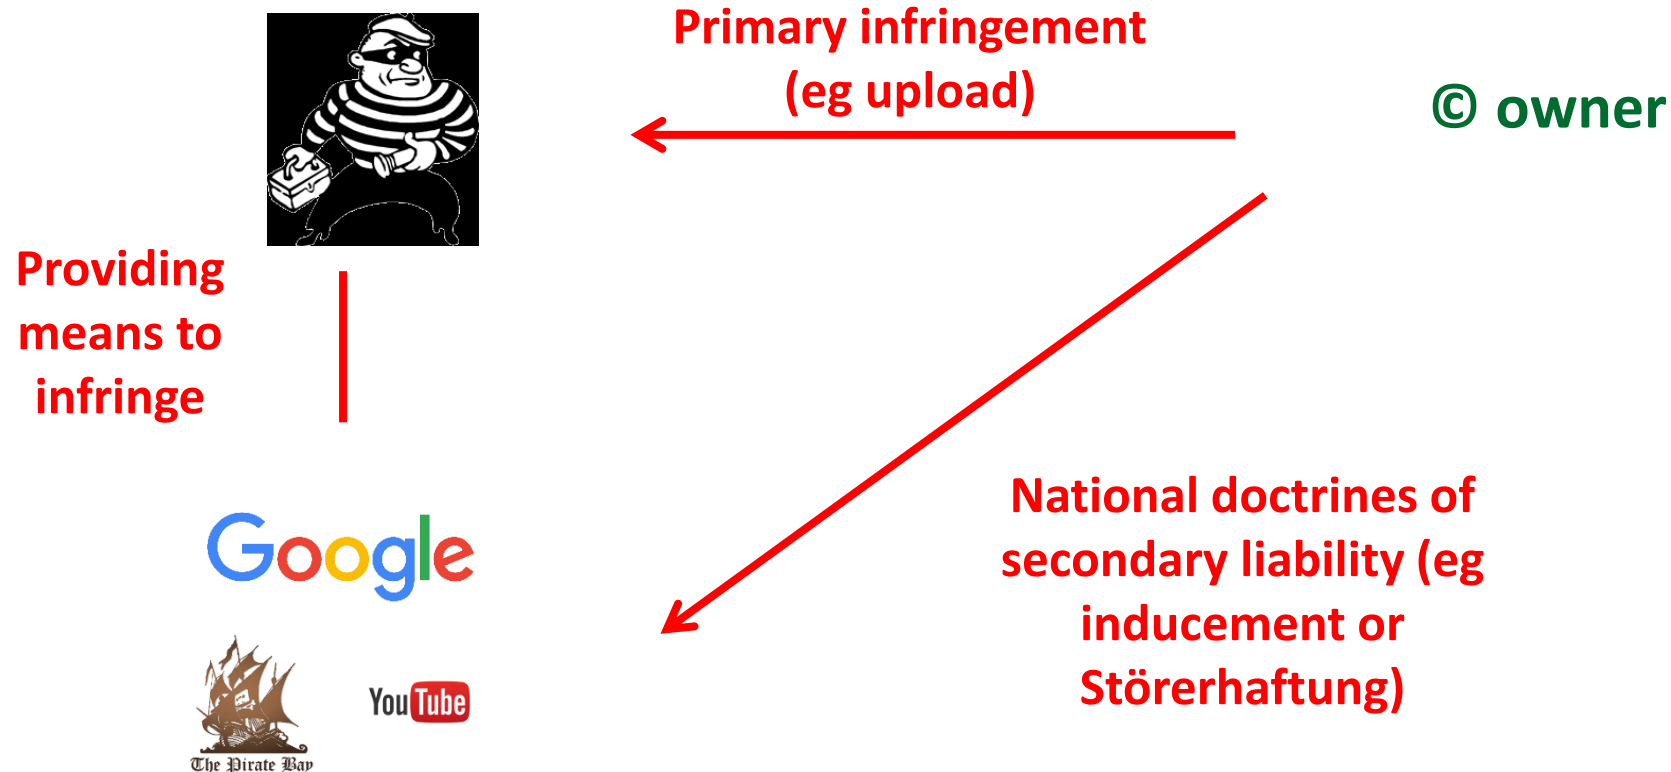 Primary infringement
(eg upload)
© owner
Providing
means to
infringe
Google
National doctrines of
secondary liability (eg
inducement or
Störerhaftung)
YouTube
The Pirate Bay